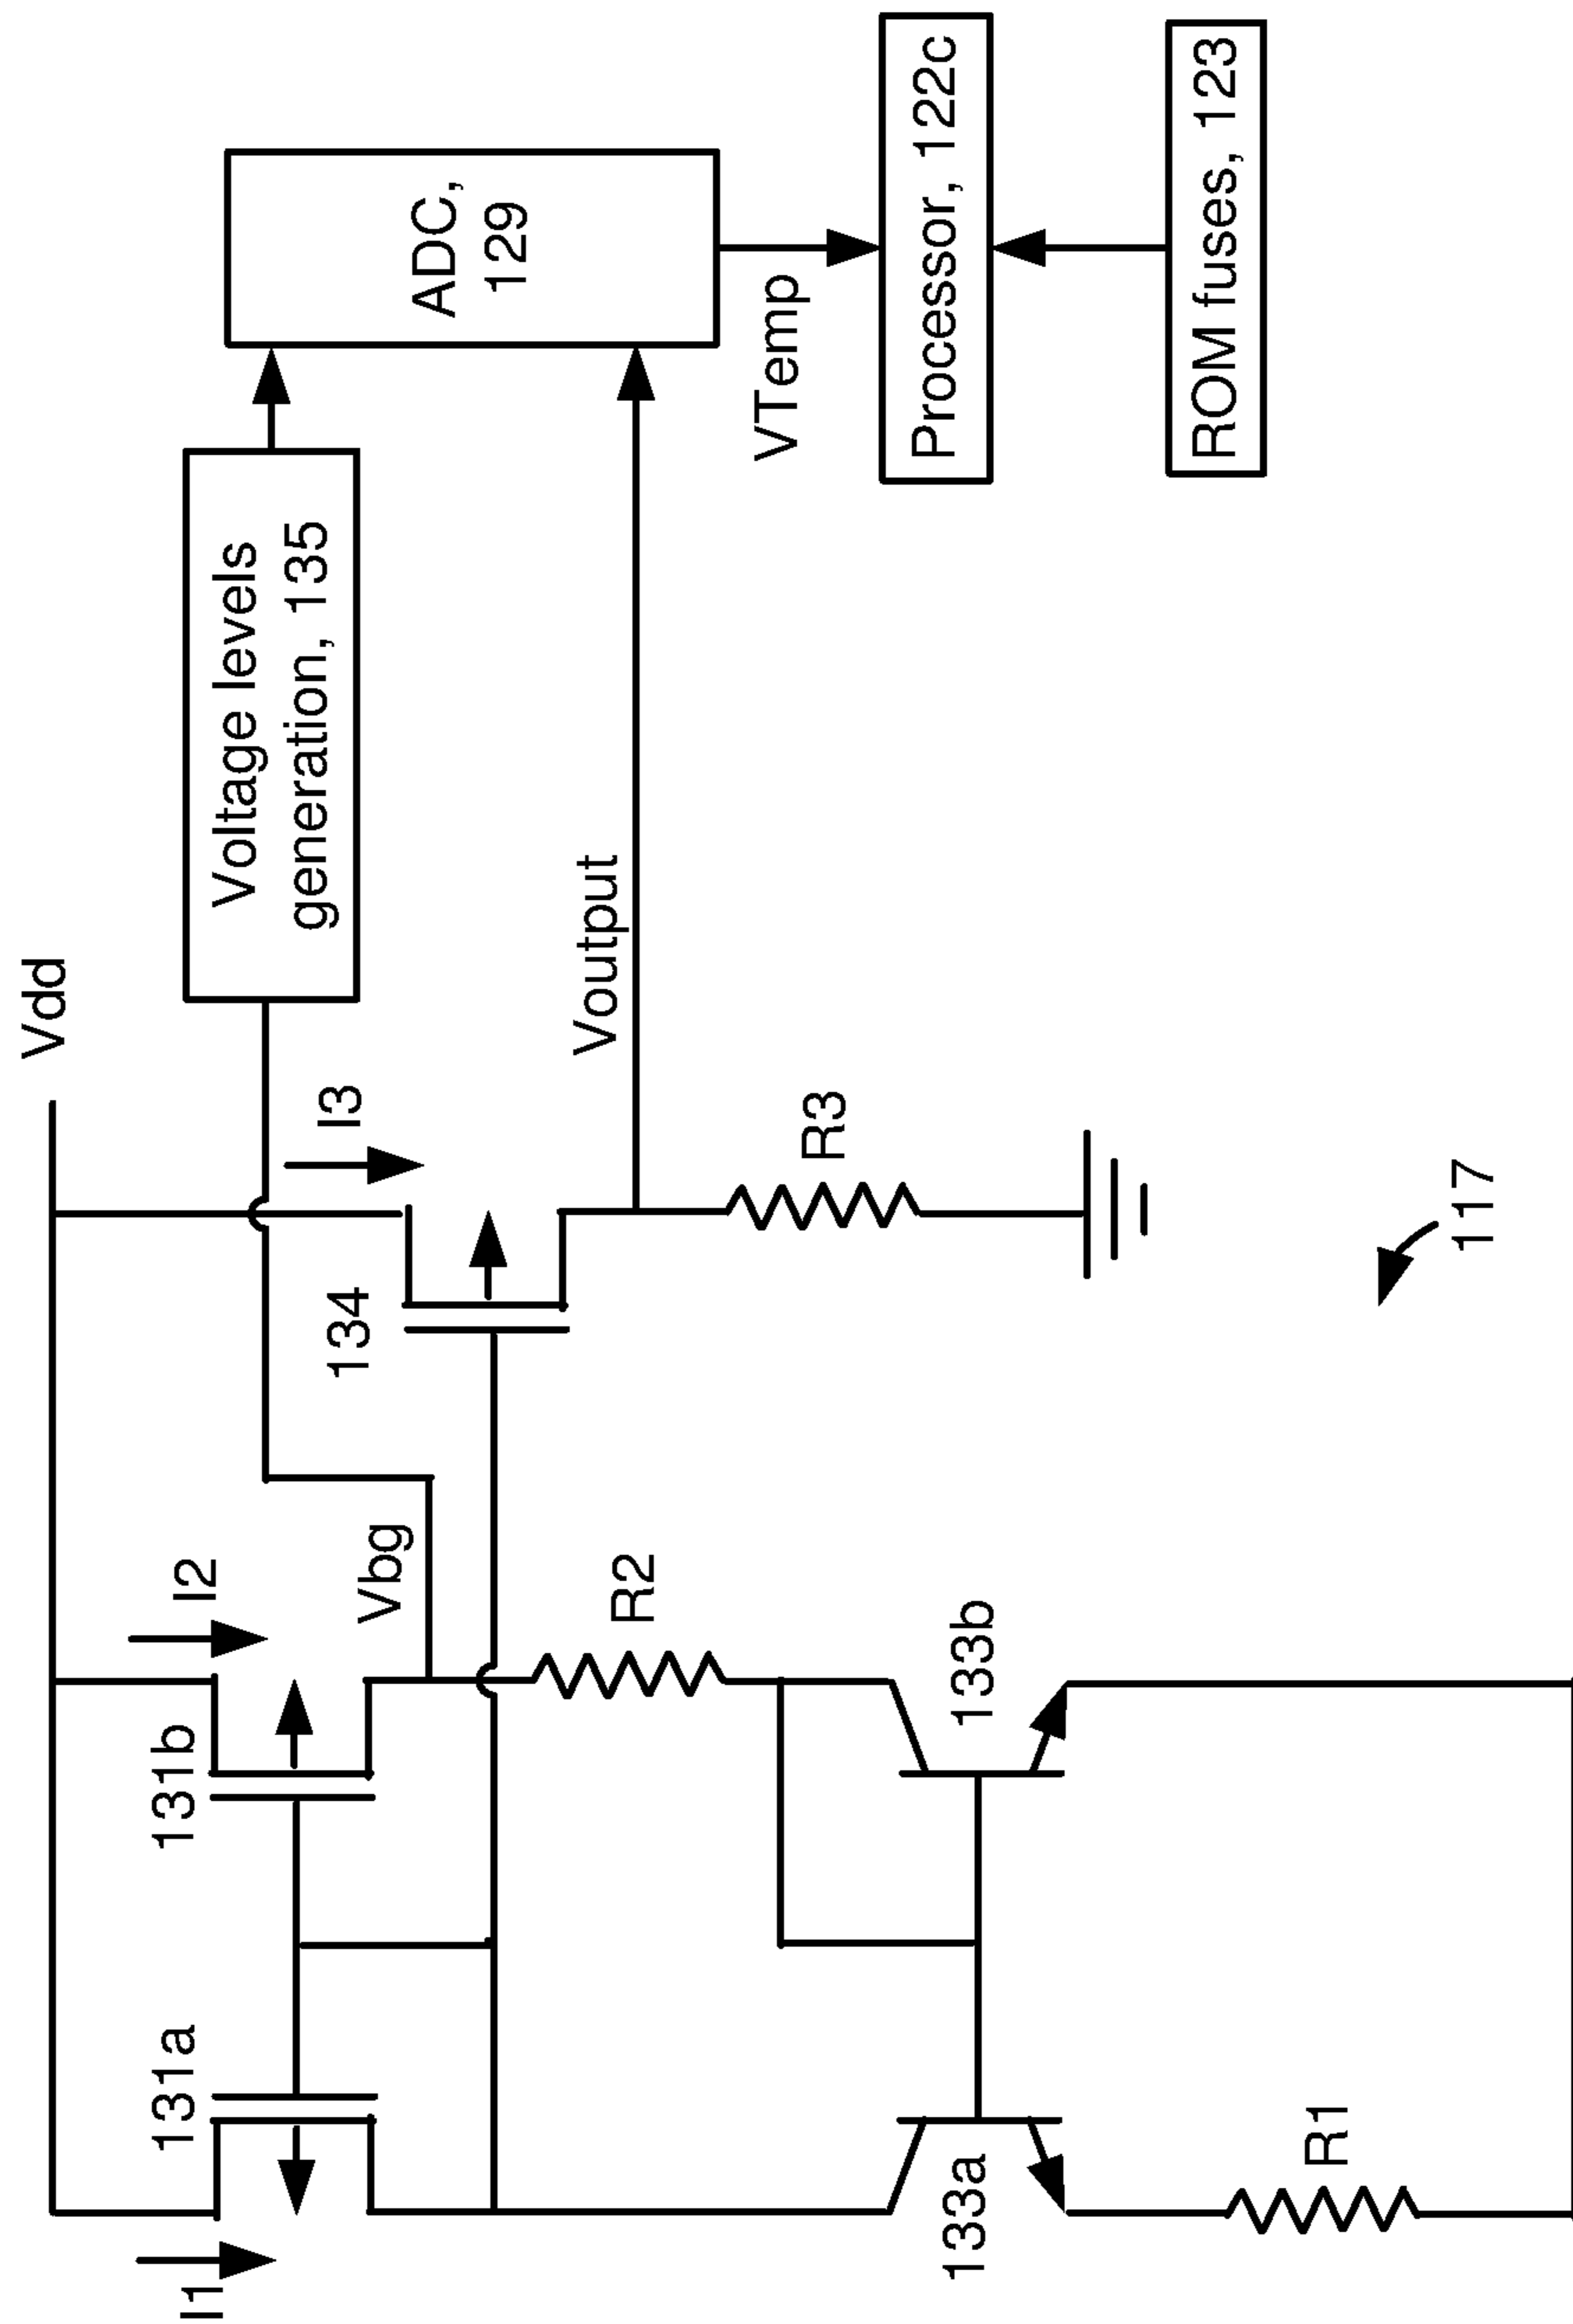 Vdd
I1
131a
131b
I2
Vbg
134
I3
Voltage levels
generation, 135
ADC,
129
Voutput
R2
R3
VTemp
133a
133b
Processor, 122c
R1
117
ROM fuses, 123